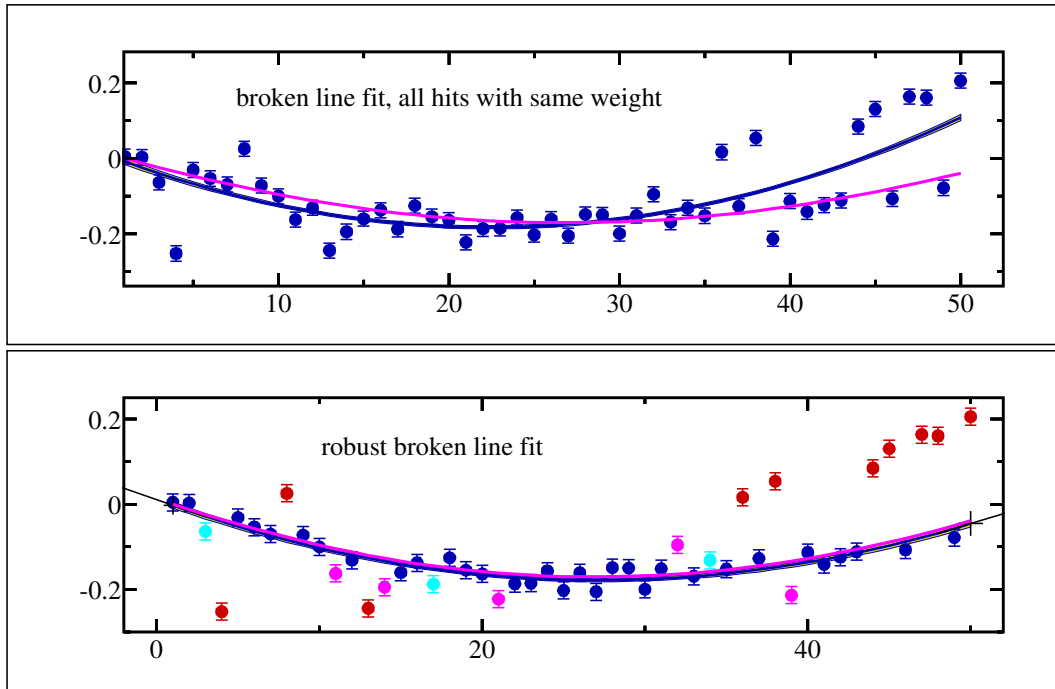 0.2
broken line fit, all hits with same weight
0
-0.2
10 20 30 40 50
0.2
robust broken line fit
0
-0.2
0 20 40